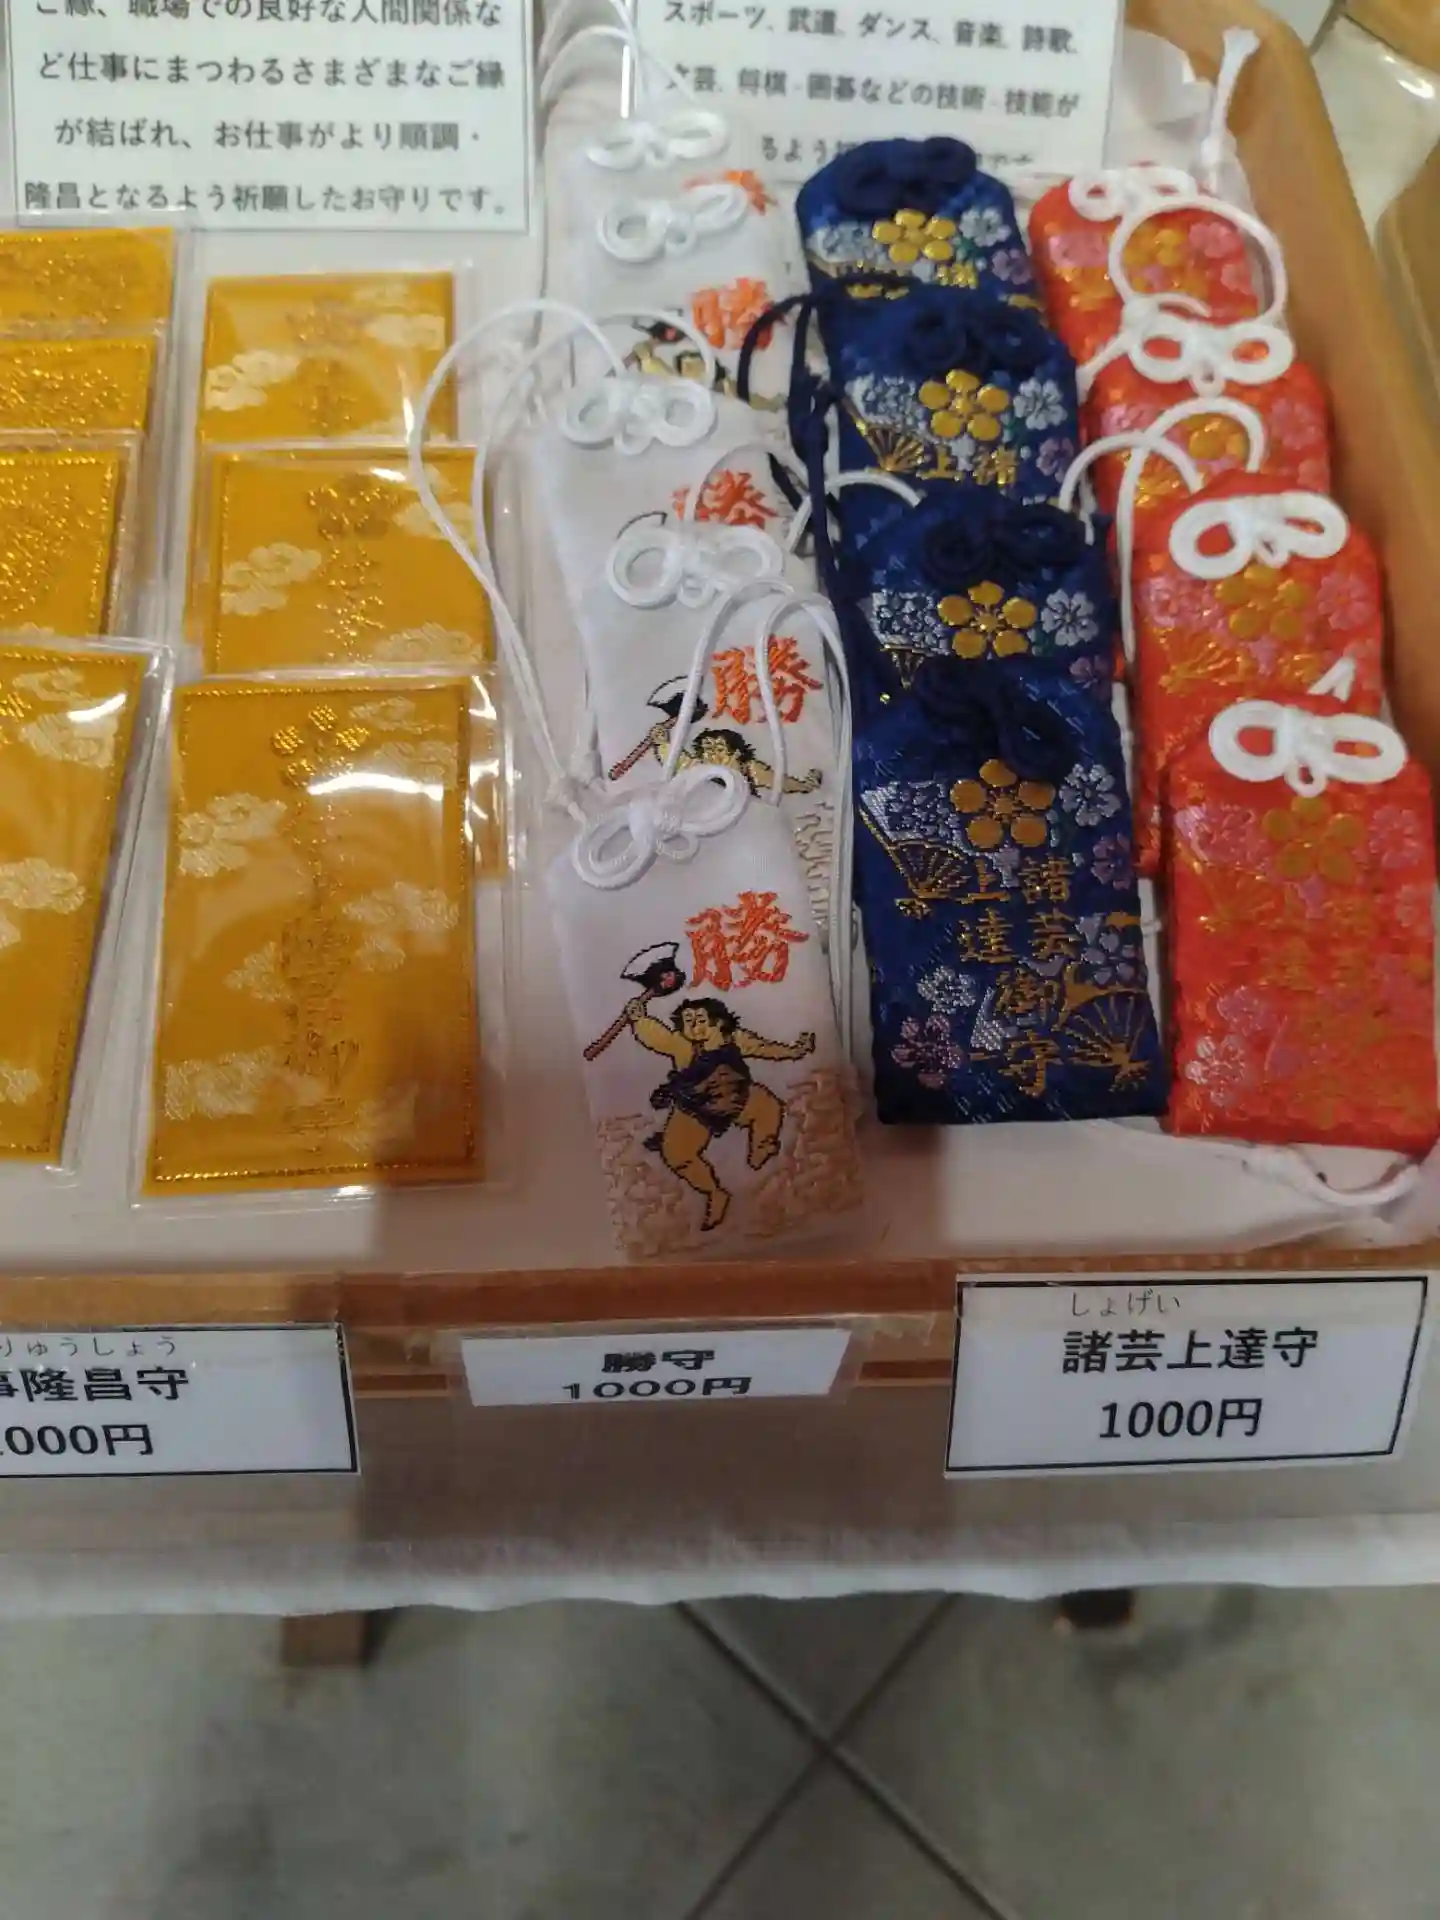 ご縁、職場での良好な人間関係な
ど仕事にまつわるさまざまなご縁
が結ばれ、お仕事がより順調・
隆昌となるよう祈願したお守りです。
スポーツ、武道、ダンス、音楽、詩歌、
文芸、将棋・囲碁などの技術・技能が
るよう
勝
勝
勝
勝
上 諸
諸芸
上達
御守
りゅうしょう
事隆昌守
1000円
勝守
1000円
しょげい
諸芸上達守
1000円